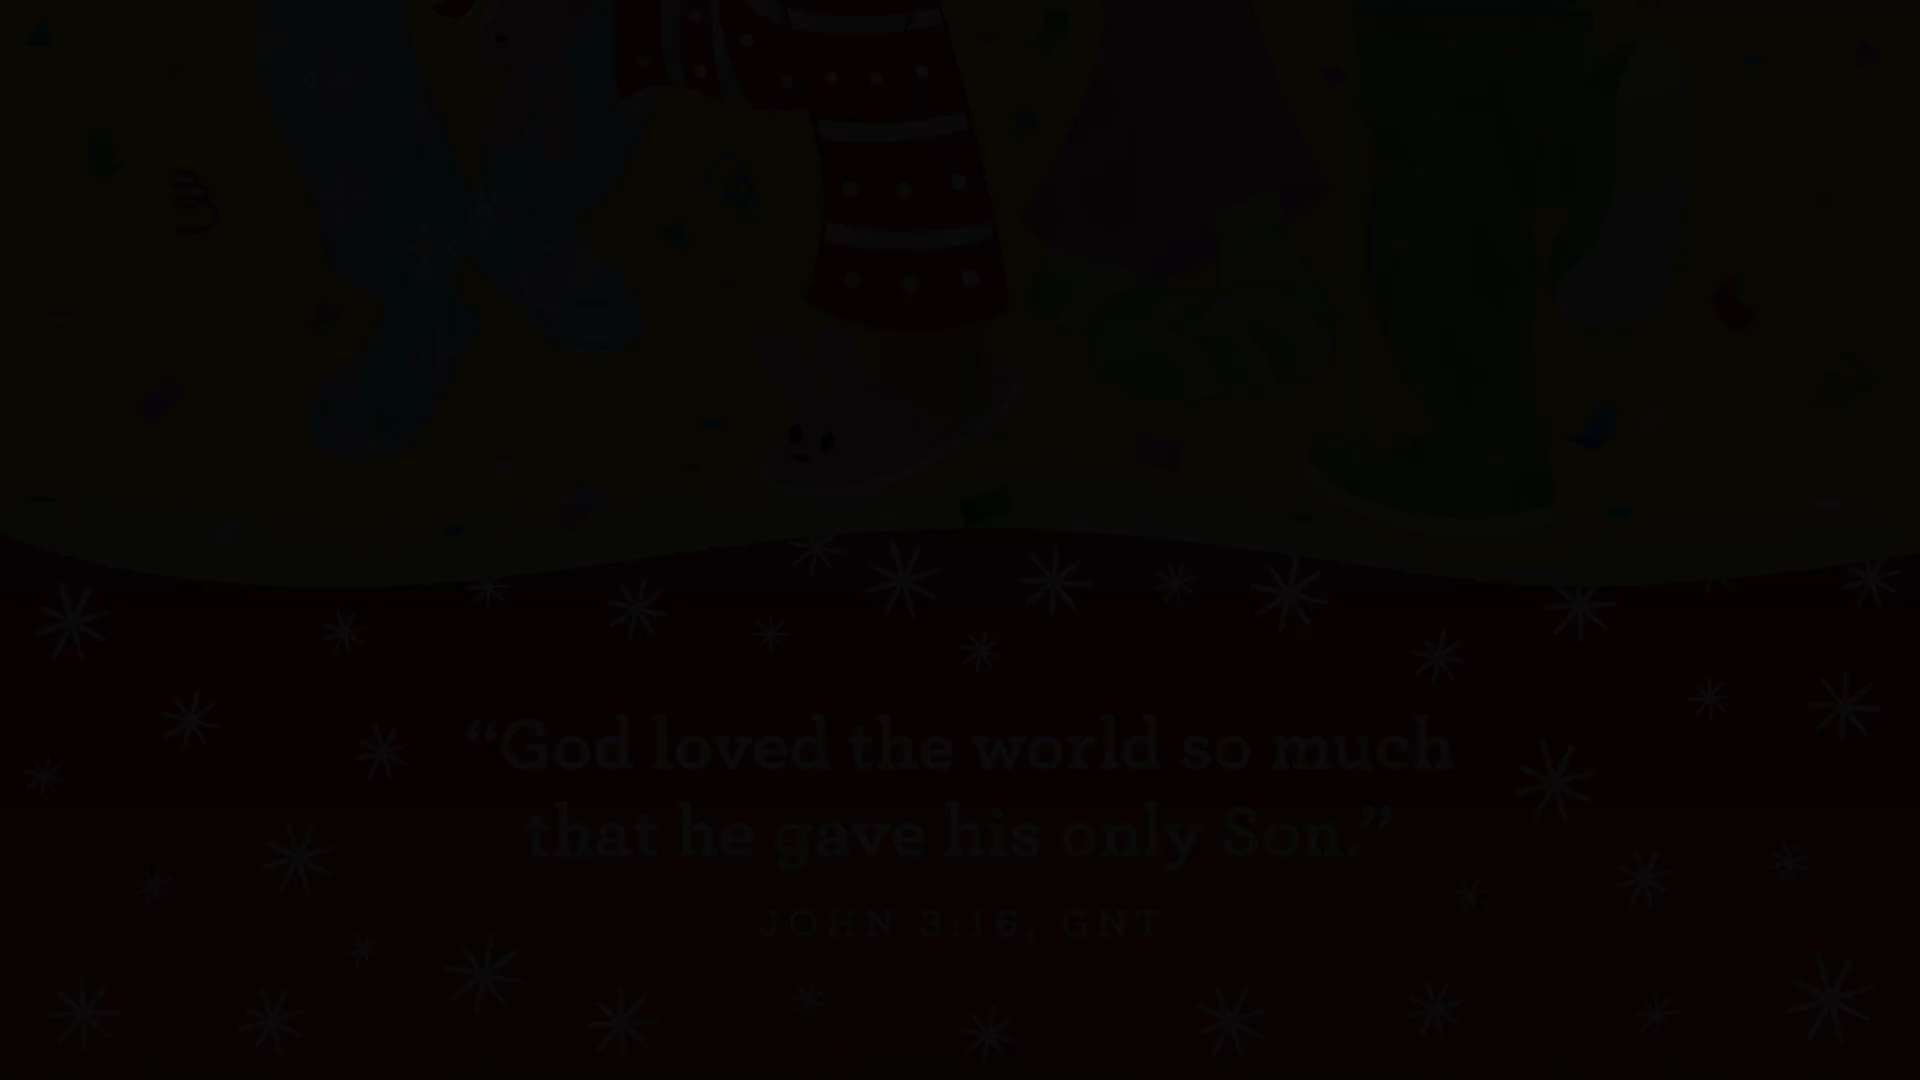 “God loved the world so much
that he gave his only Son.”
JOHN 3:16, GNT